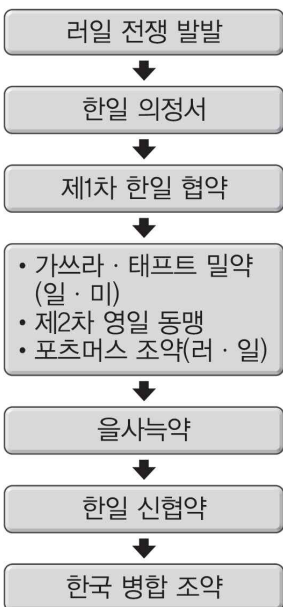 러일 전쟁 발발
한일 의정서
제1차 한일 협약
• 가쓰라 · 태프트 밀약
(일 · 미)
• 제2차 영일 동맹
• 포츠머스 조약(러 · 일)
을사늑약
한일 신협약
한국 병합 조약